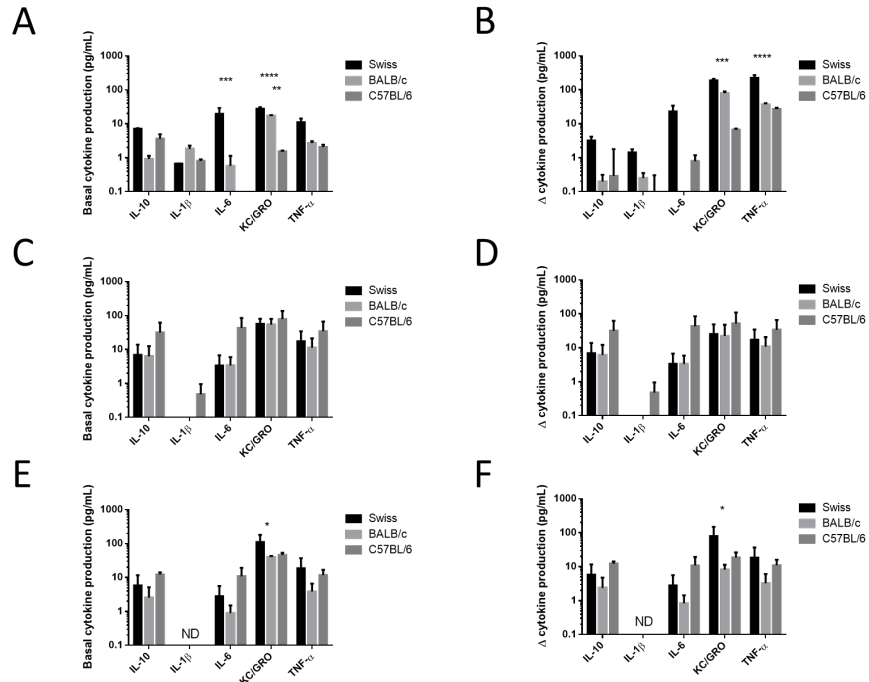 A
Basal cytokine production (pg/mL)
1000
100
10
1
0.1
***
****
**
IL-10
IL-1β
IL-6
KC/GRO
TNF-α
Swiss
BALB/c
C57BL/6
B
Δ cytokine production (pg/mL)
1000
100
10
1
0.1
***
****
IL-10
IL-1β
IL-6
KC/GRO
TNF-α
Swiss
BALB/c
C57BL/6
C
Basal cytokine production (pg/mL)
1000
100
10
1
0.1
IL-10
IL-1β
IL-6
KC/GRO
TNF-α
Swiss
BALB/c
C57BL/6
D
Δ cytokine production (pg/mL)
1000
100
10
1
0.1
IL-10
IL-1β
IL-6
KC/GRO
TNF-α
Swiss
BALB/c
C57BL/6
E
Basal cytokine production (pg/mL)
1000
100
10
1
0.1
*
ND
IL-10
IL-1β
IL-6
KC/GRO
TNF-α
Swiss
BALB/c
C57BL/6
F
Δ cytokine production (pg/mL)
1000
100
10
1
0.1
*
ND
IL-10
IL-1β
IL-6
KC/GRO
TNF-α
Swiss
BALB/c
C57BL/6